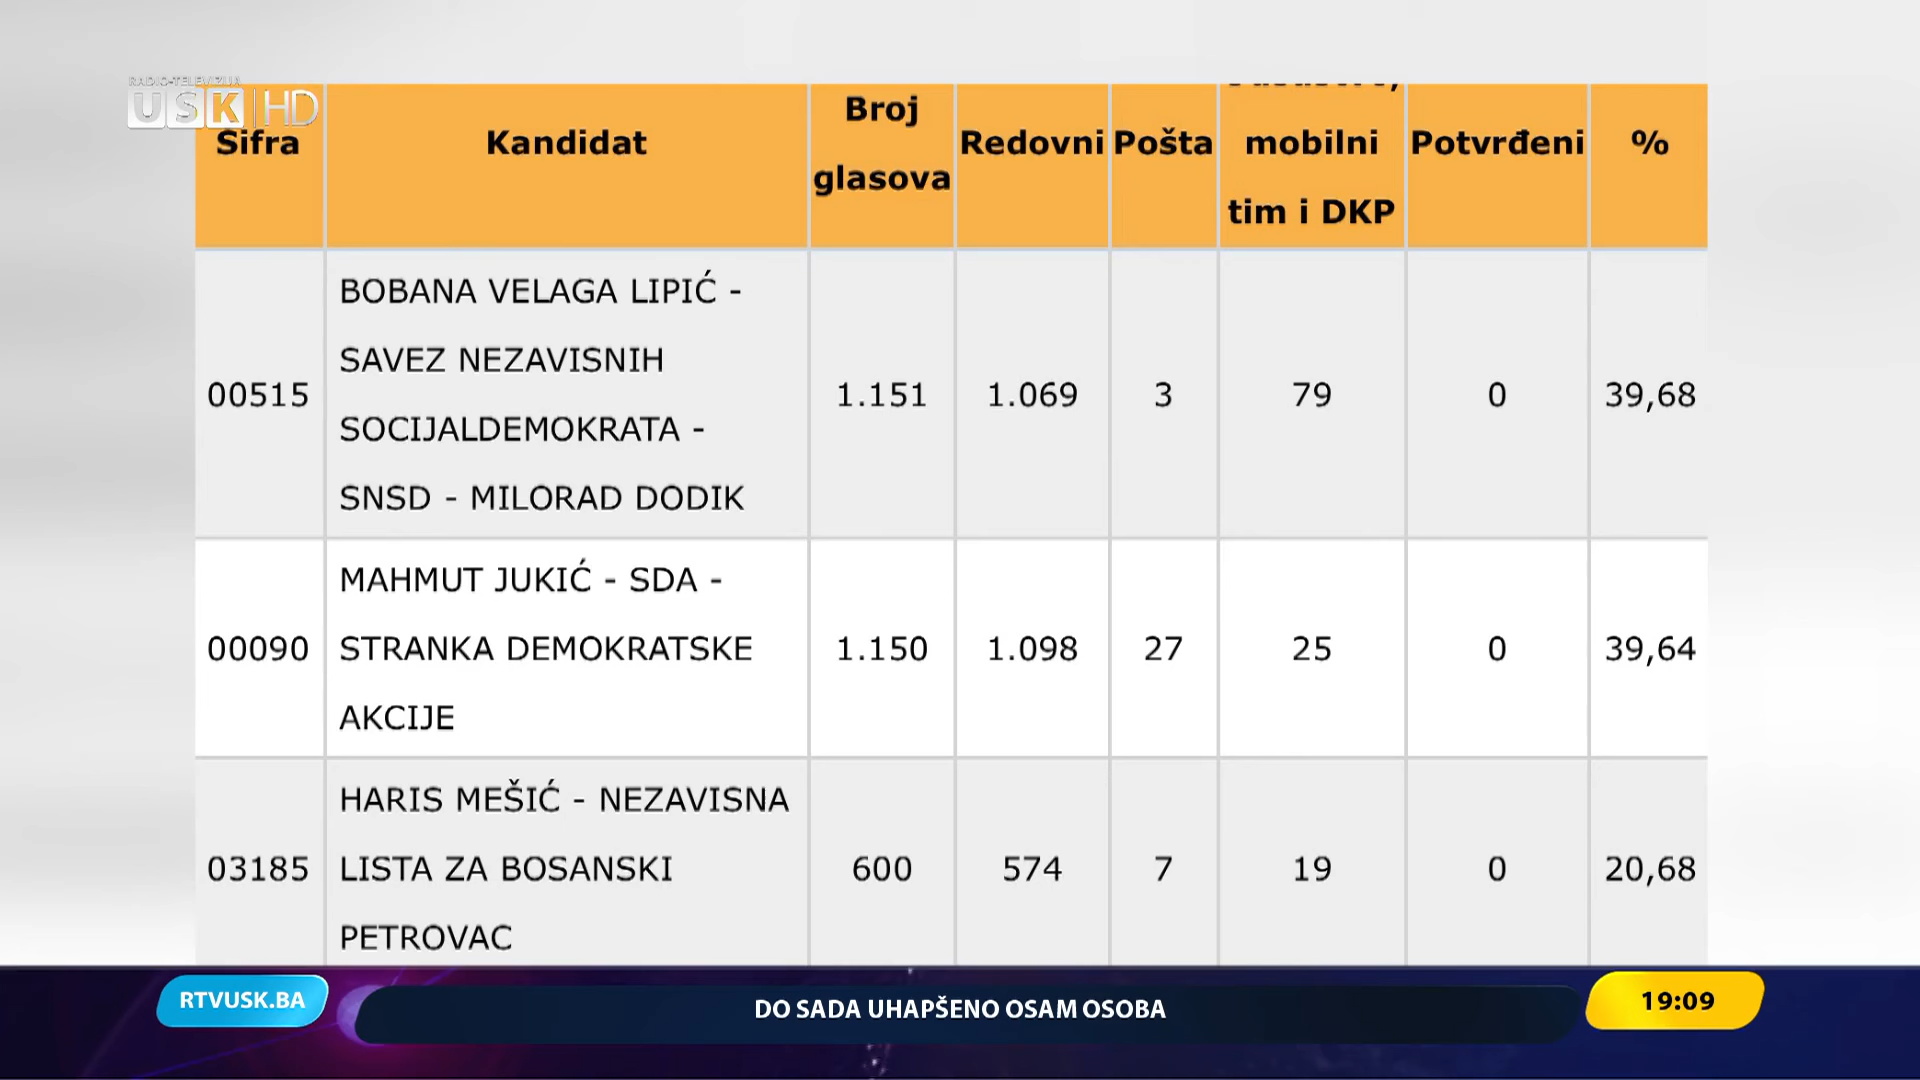 RADIO-TELEVIZIJA
USK HD
Šifra
Kandidat
Broj
glasova
Redovni
Pošta
mobilni
tim i DKP
Potvrđeni
%
00515
BOBANA VELAGA LIPIĆ -
SAVEZ NEZAVISNIH
SOCIJALDEMOKRATA -
SNSD - MILORAD DODIK
1.151
1.069
3
79
0
39,68
00090
MAHMUT JUKIĆ - SDA -
STRANKA DEMOKRATSKE
AKCIJE
1.150
1.098
27
25
0
39,64
03185
HARIS MEŠIĆ - NEZAVISNA
LISTA ZA BOSANSKI
PETROVAC
600
574
7
19
0
20,68
RTVUSK.BA
DO SADA UHAPŠENO OSAM OSOBA
19:09